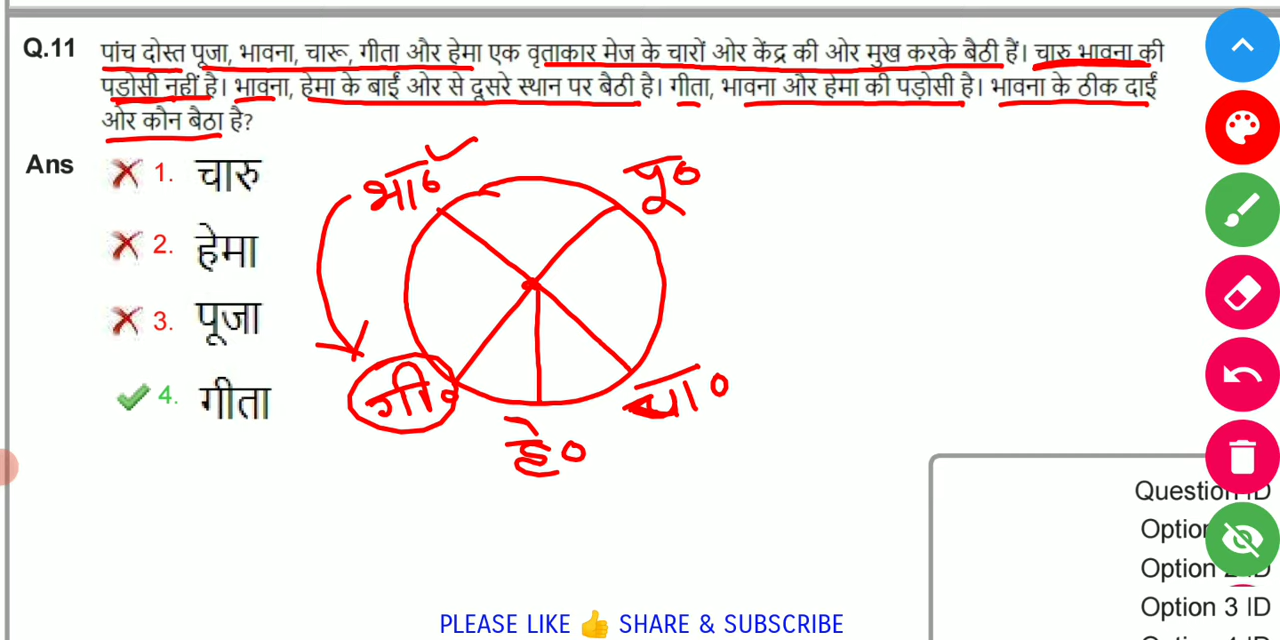 Q.11 पांच दोस्त पूजा, भावना, चारू, गीता और हेमा एक वृताकार मेज के चारों ओर केंद्र की ओर मुख करके बैठी हैं। चारु भावना की
पड़ोसी नहीं है। भावना, हेमा के बाईं ओर से दूसरे स्थान पर बैठी है। गीता, भावना और हेमा की पड़ोसी है। भावना के ठीक दाईं
ओर कौन बैठा है?
Ans 1. चारु
2. हेमा
3. पूजा
4. गीता
भा०
पू०
गी०
हे०
चा०
Question ID
Option
Option 2 ID
Option 3 ID
PLEASE LIKE 👍 SHARE & SUBSCRIBE